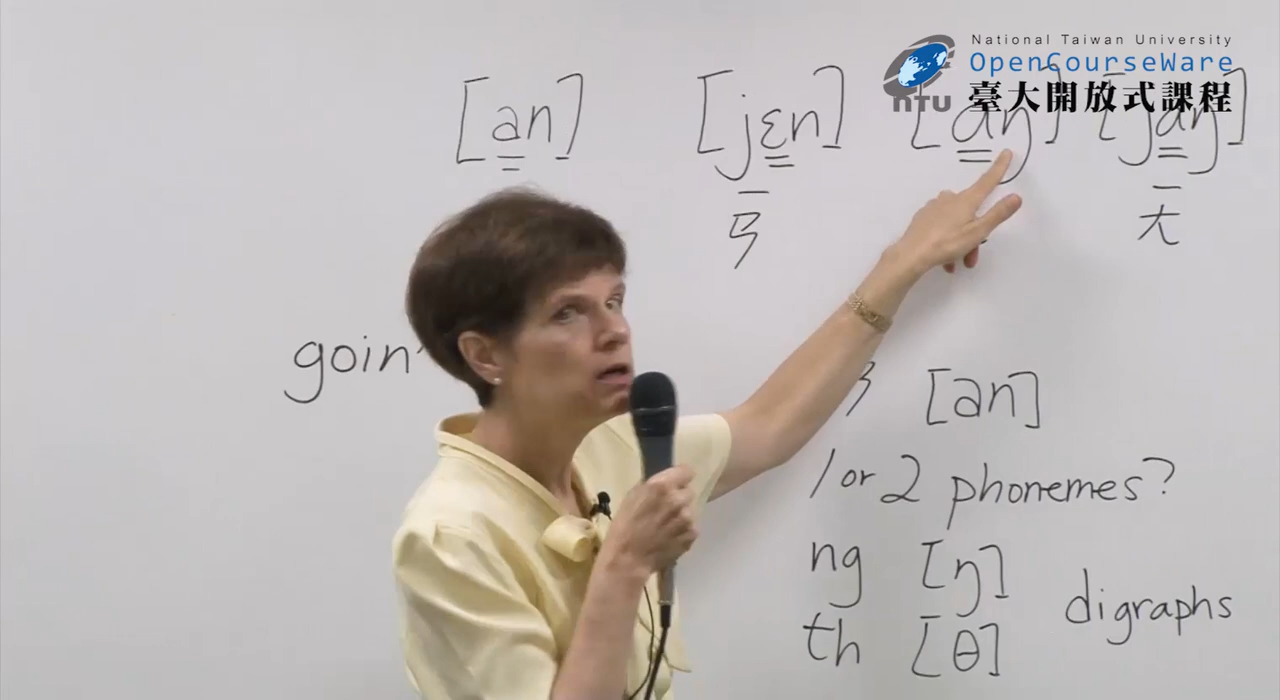 National Taiwan University
OpenCourseWare
NTU 臺大開放式課程
[an] [jɛn] [aŋ] [jaŋ]
ㄢ ㄤ
goin'
[an]
1 or 2 phonemes?
ng [ŋ]
th [θ]
digraphs